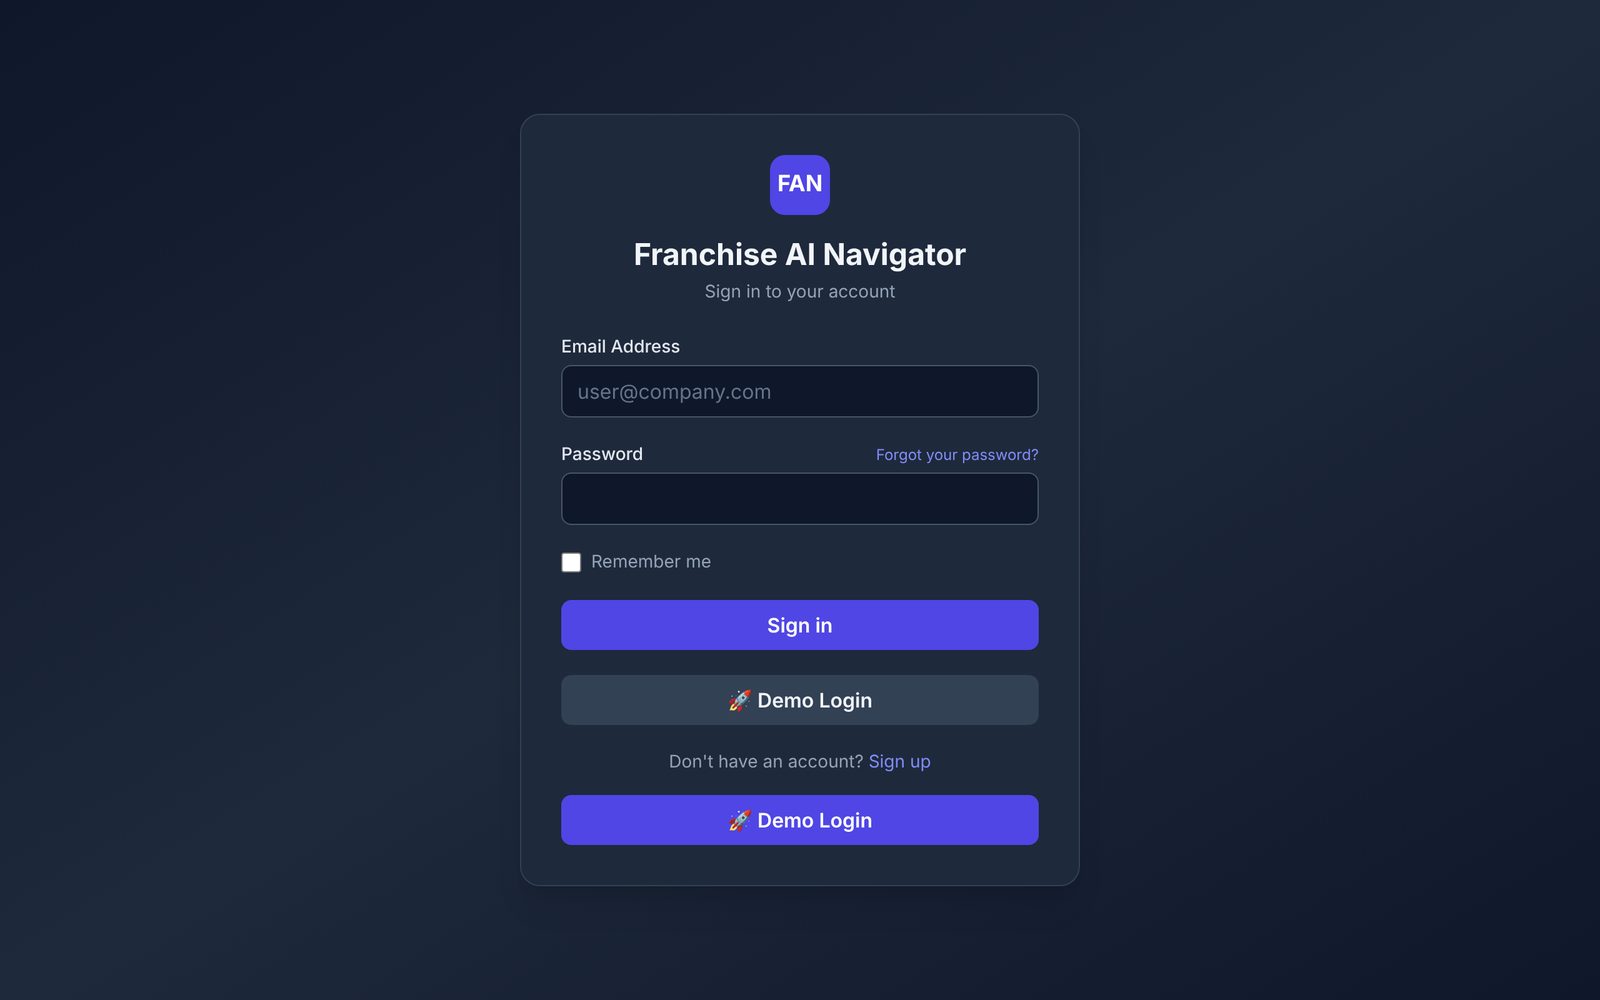 FAN
Franchise AI Navigator
Sign in to your account
Email Address
user@company.com
Password Forgot your password?
Remember me
Sign in
🚀 Demo Login
Don't have an account? Sign up
🚀 Demo Login